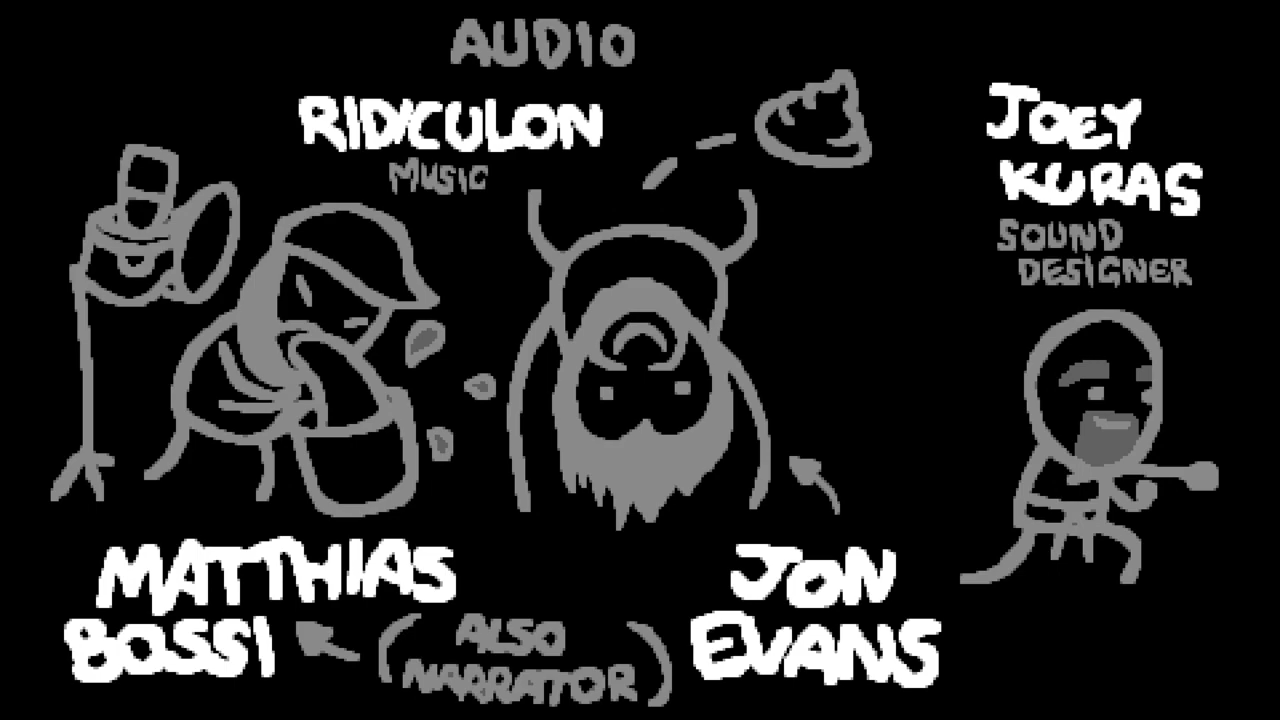 AUDIO
RIDICULON
MUSIC
JOEY
KURAS
SOUND
DESIGNER
MATTHIAS
BOSSI
(ALSO
NARRATOR)
JON
EVANS